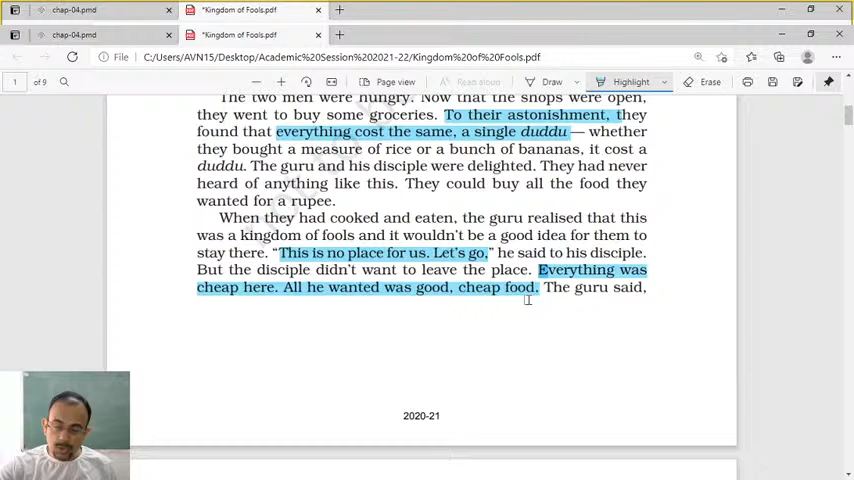 chap-04.pmd
*Kingdom of Fools.pdf
chap-04.pmd
*Kingdom of Fools.pdf
File
C:/Users/AVN15/Desktop/Academic%20Session%202021-22/Kingdom%20of%20Fools.pdf
1 of 9
Page view
Read aloud
Draw
Highlight
Erase
The two men were hungry. Now that the shops were open,
they went to buy some groceries. To their astonishment, they
found that everything cost the same, a single duddu — whether
they bought a measure of rice or a bunch of bananas, it cost a
duddu. The guru and his disciple were delighted. They had never
heard of anything like this. They could buy all the food they
wanted for a rupee.
When they had cooked and eaten, the guru realised that this
was a kingdom of fools and it wouldn't be a good idea for them to
stay there. “This is no place for us. Let's go,” he said to his disciple.
But the disciple didn't want to leave the place. Everything was
cheap here. All he wanted was good, cheap food. The guru said,
2020-21